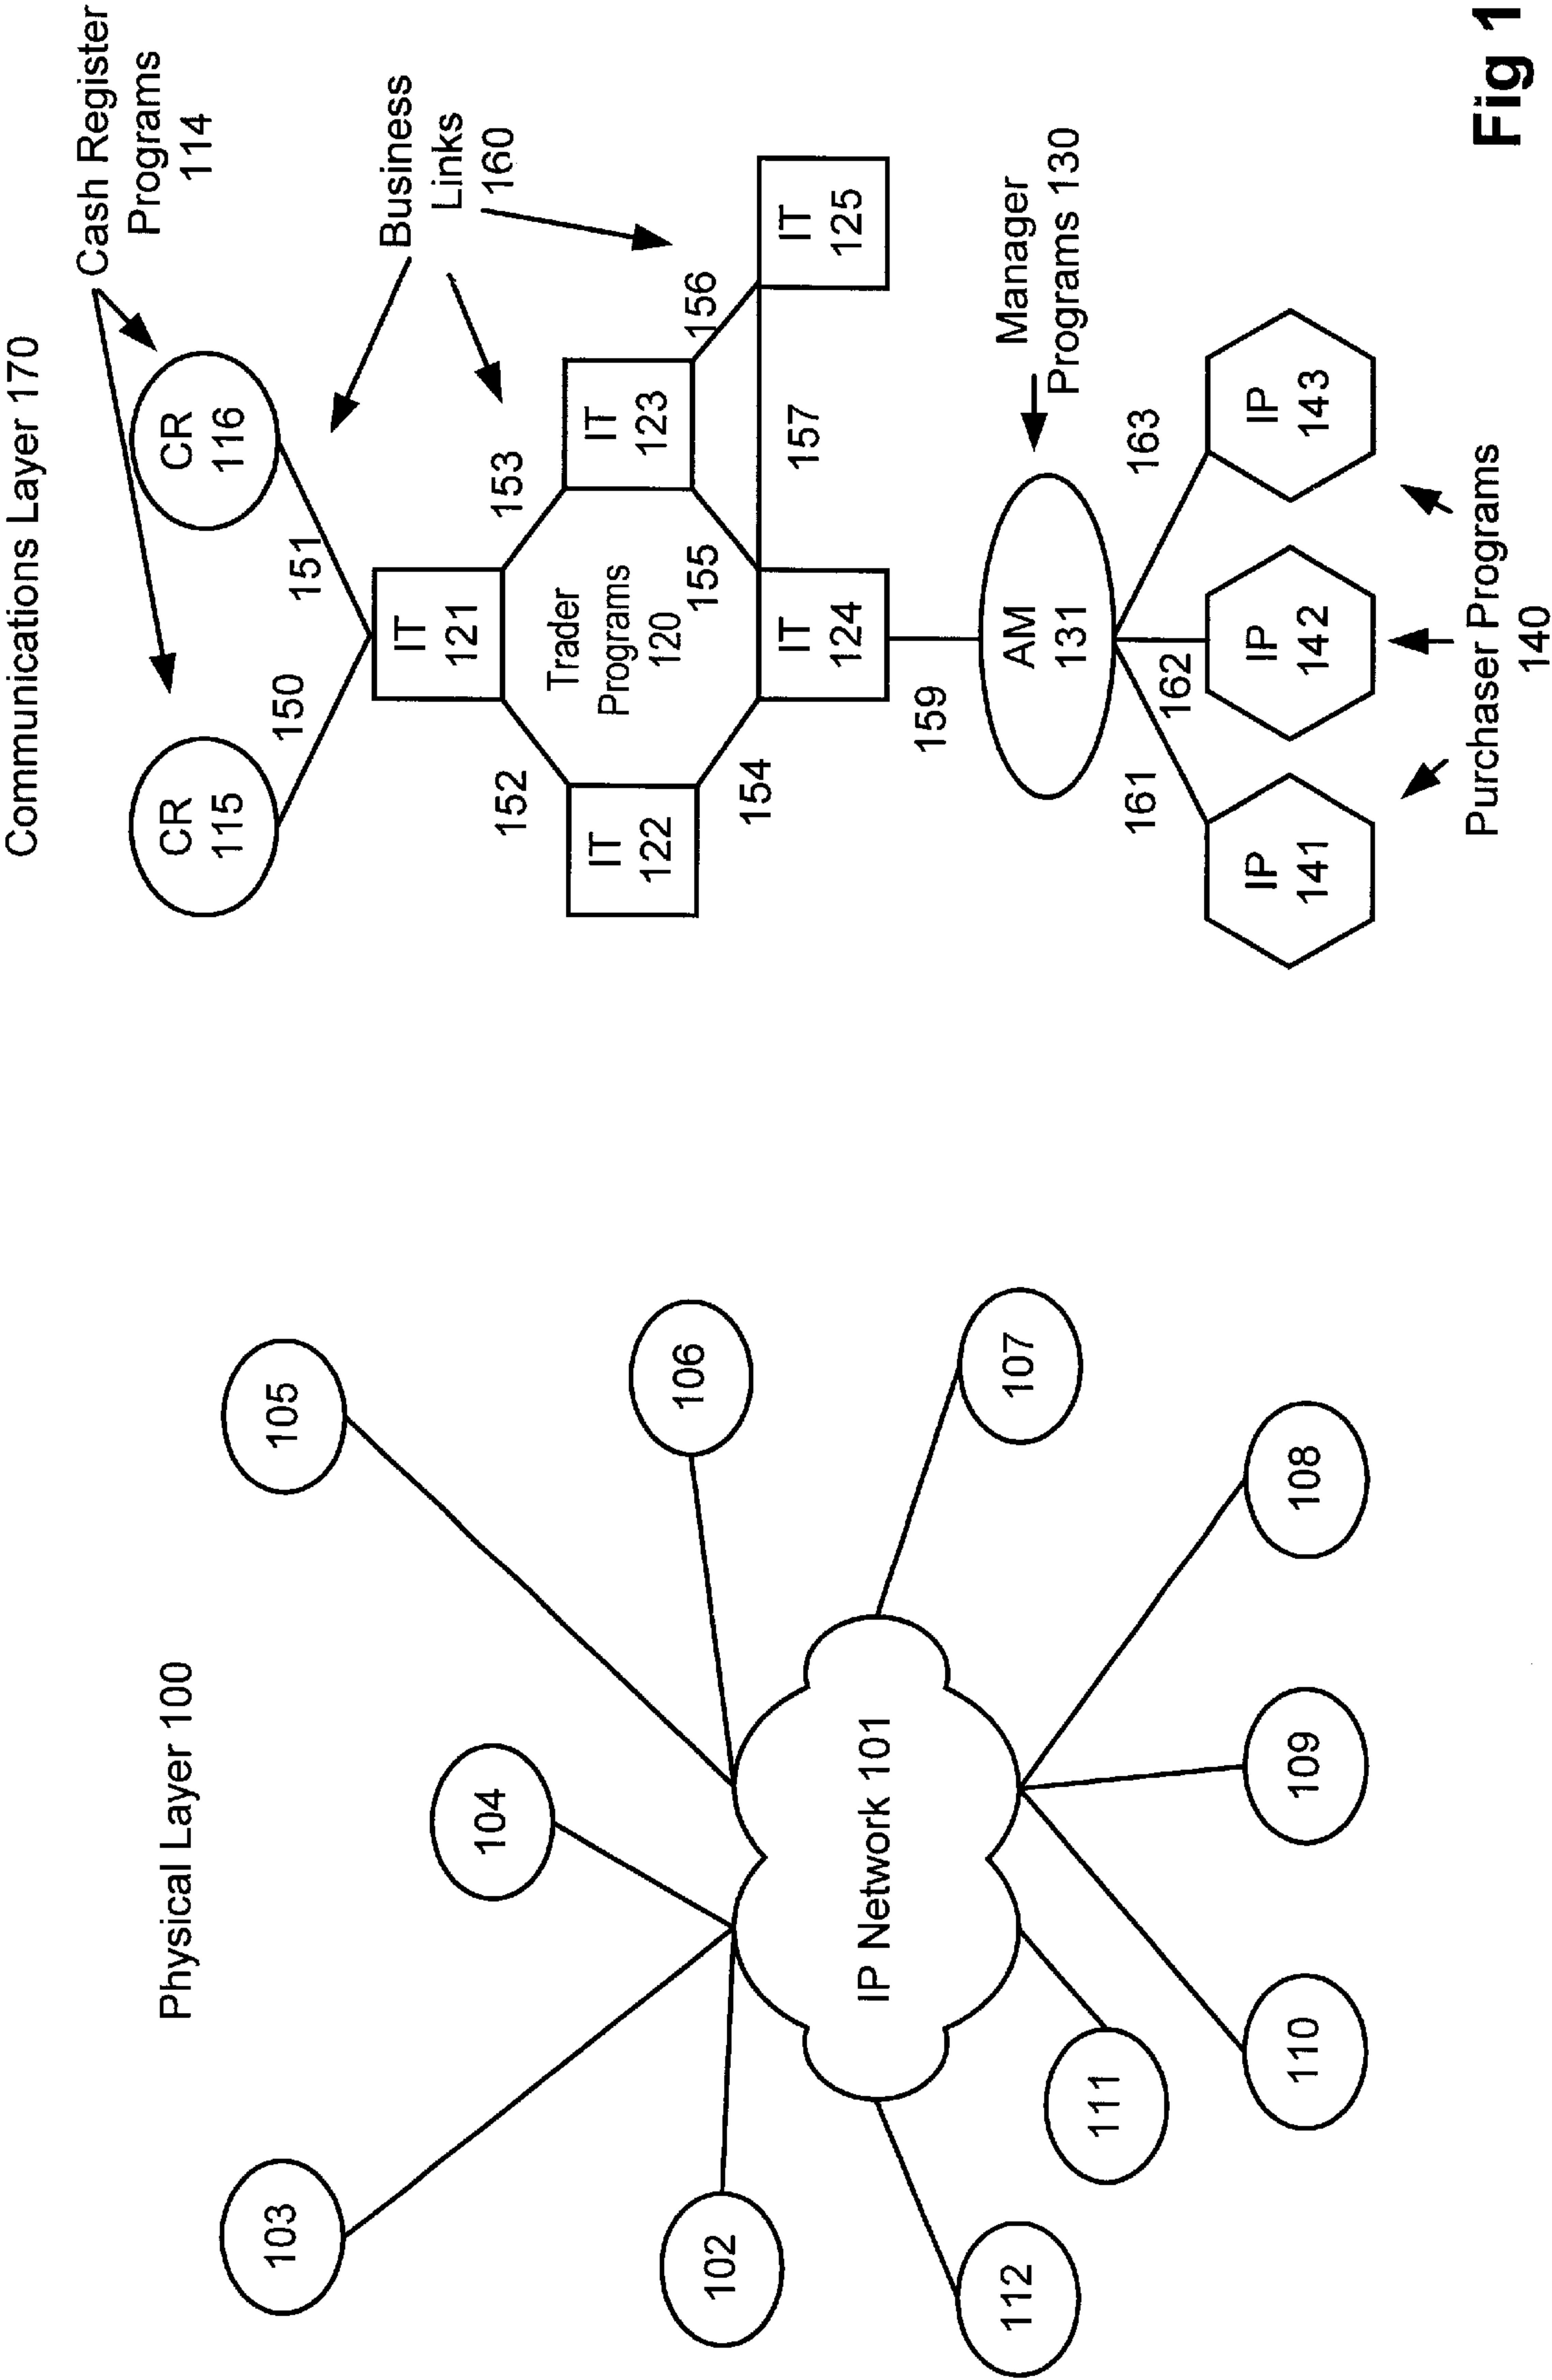 Physical Layer 100
103
104
105
102
106
IP Network 101
112
107
111
110
109
108
Communications Layer 170
Cash Register
Programs
114
CR
115
CR
116
150
151
Business
Links
160
IT
121
152
153
IT
122
Trader
Programs
120
IT
123
154
155
156
157
IT
124
IT
125
159
Manager
Programs 130
AM
131
161
162
163
IP
141
IP
142
IP
143
Purchaser Programs
140
Fig 1